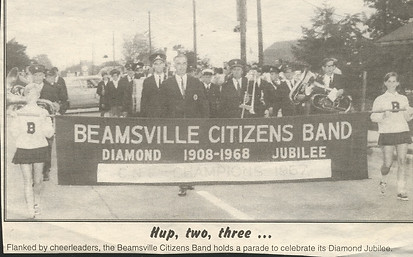 BEAMSVILLE CITIZENS BAND
DIAMOND 1908-1968 JUBILEE
CHAMPIONS
B
B
Hup, two, three ...
Flanked by cheerleaders, the Beamsville Citizens Band holds a parade to celebrate its Diamond Jubilee.